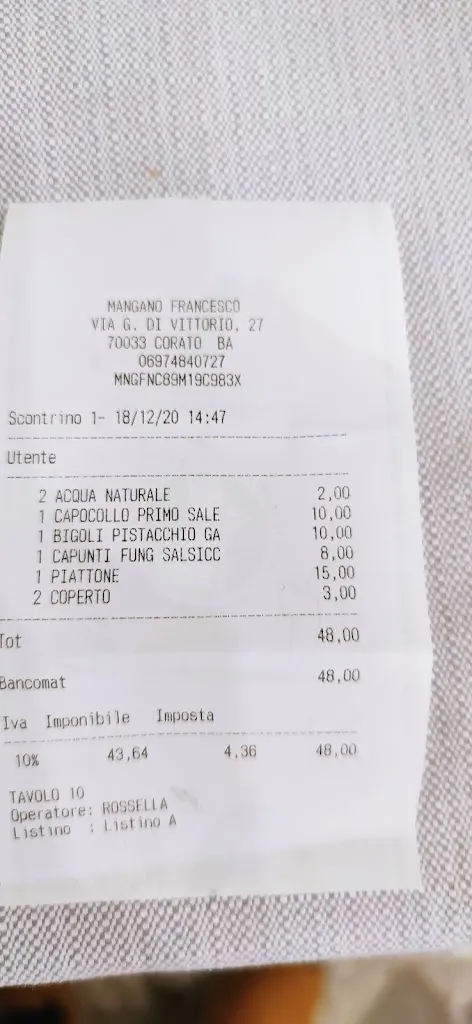 MANGANO FRANCESCO
VIA G. DI VITTORIO, 27
70033 CORATO BA
06974840727
MNGFNC89M19C983X
Scontrino 1- 18/12/20 14:47
Utente
2 ACQUA NATURALE 2,00
1 CAPOCOLLO PRIMO SALE 10,00
1 BIGOLI PISTACCHIO GA 10,00
1 CAPUNTI FUNG SALSICC 8,00
1 PIATTONE 15,00
2 COPERTO 3,00
Tot 48,00
Bancomat 48,00
Iva Imponibile Imposta
10% 43,64 4,36 48,00
TAVOLO 10
Operatore: ROSSELLA
Listino : Listino A